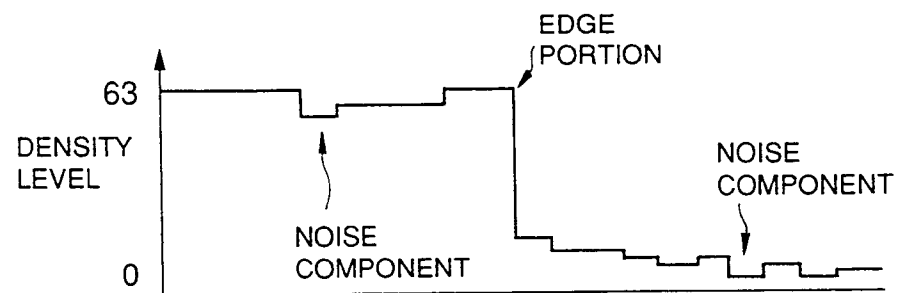 EDGE
PORTION
63
DENSITY
LEVEL
NOISE
COMPONENT
NOISE
COMPONENT
0